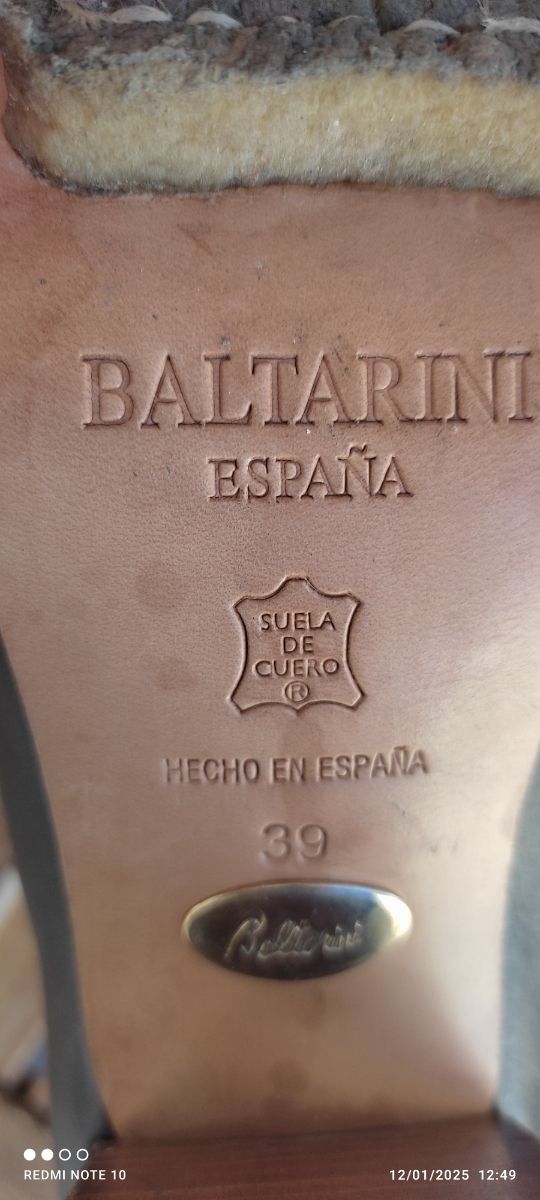 BALTARINI
ESPAÑA
SUELA
DE
CUERO
®
HECHO EN ESPAÑA
39
Baltarini
REDMI NOTE 10
12/01/2025 12:49